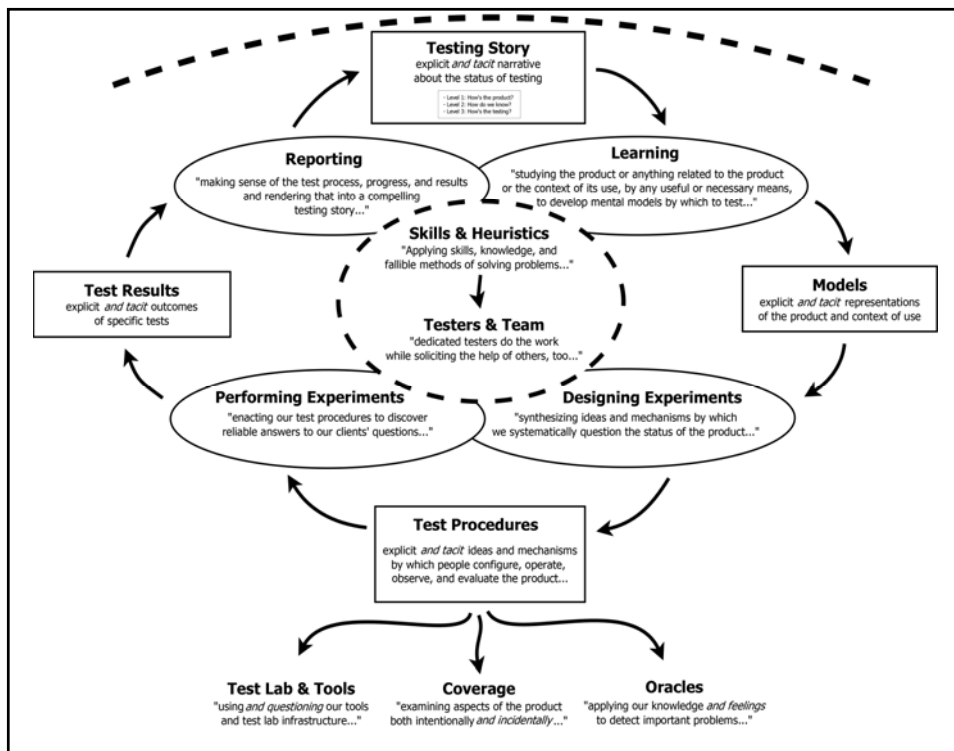 Testing Story
explicit and tacit narrative
about the status of testing
- Level 1: How's the product?
- Level 2: How do we know?
- Level 3: How's the testing?
Reporting
"making sense of the test process, progress, and results
and rendering that into a compelling
testing story..."
Learning
"studying the product or anything related to the product
or the context of its use, by any useful or necessary means,
to develop mental models by which to test..."
Skills & Heuristics
"Applying skills, knowledge, and
fallible methods of solving problems..."
Test Results
explicit and tacit outcomes
of specific tests
Models
explicit and tacit representations
of the product and context of use
Testers & Team
"dedicated testers do the work
while soliciting the help of others, too..."
Performing Experiments
"enacting our test procedures to discover
reliable answers to our clients' questions..."
Designing Experiments
"synthesizing ideas and mechanisms by which
we systematically question the status of the product..."
Test Procedures
explicit and tacit ideas and mechanisms
by which people configure, operate,
observe, and evaluate the product...
Test Lab & Tools
"using and questioning our tools
and test lab infrastructure..."
Coverage
"examining aspects of the product
both intentionally and incidentally..."
Oracles
"applying our knowledge and feelings
to detect important problems..."